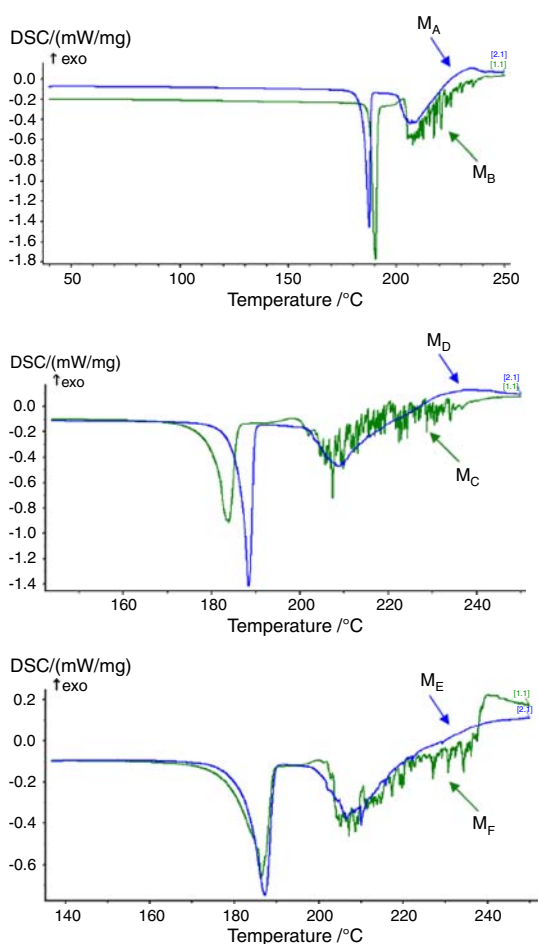 DSC/(mW/mg)
↑ exo
M_A
[2.1]
[1.1]
0.0
-0.2
-0.4
-0.6
-0.8
-1.0
-1.2
-1.4
-1.6
-1.8
M_B
50 100 150 200 250
Temperature /°C
DSC/(mW/mg)
↑exo
M_D
[2.1]
[1.1]
0.0
-0.2
-0.4
-0.6
-0.8
-1.0
-1.2
-1.4
M_C
160 180 200 220 240
Temperature /°C
DSC/(mW/mg)
↑exo
M_E
[1.1]
[2.1]
0.2
0.0
-0.2
-0.4
-0.6
M_F
140 160 180 200 220 240
Temperature /°C